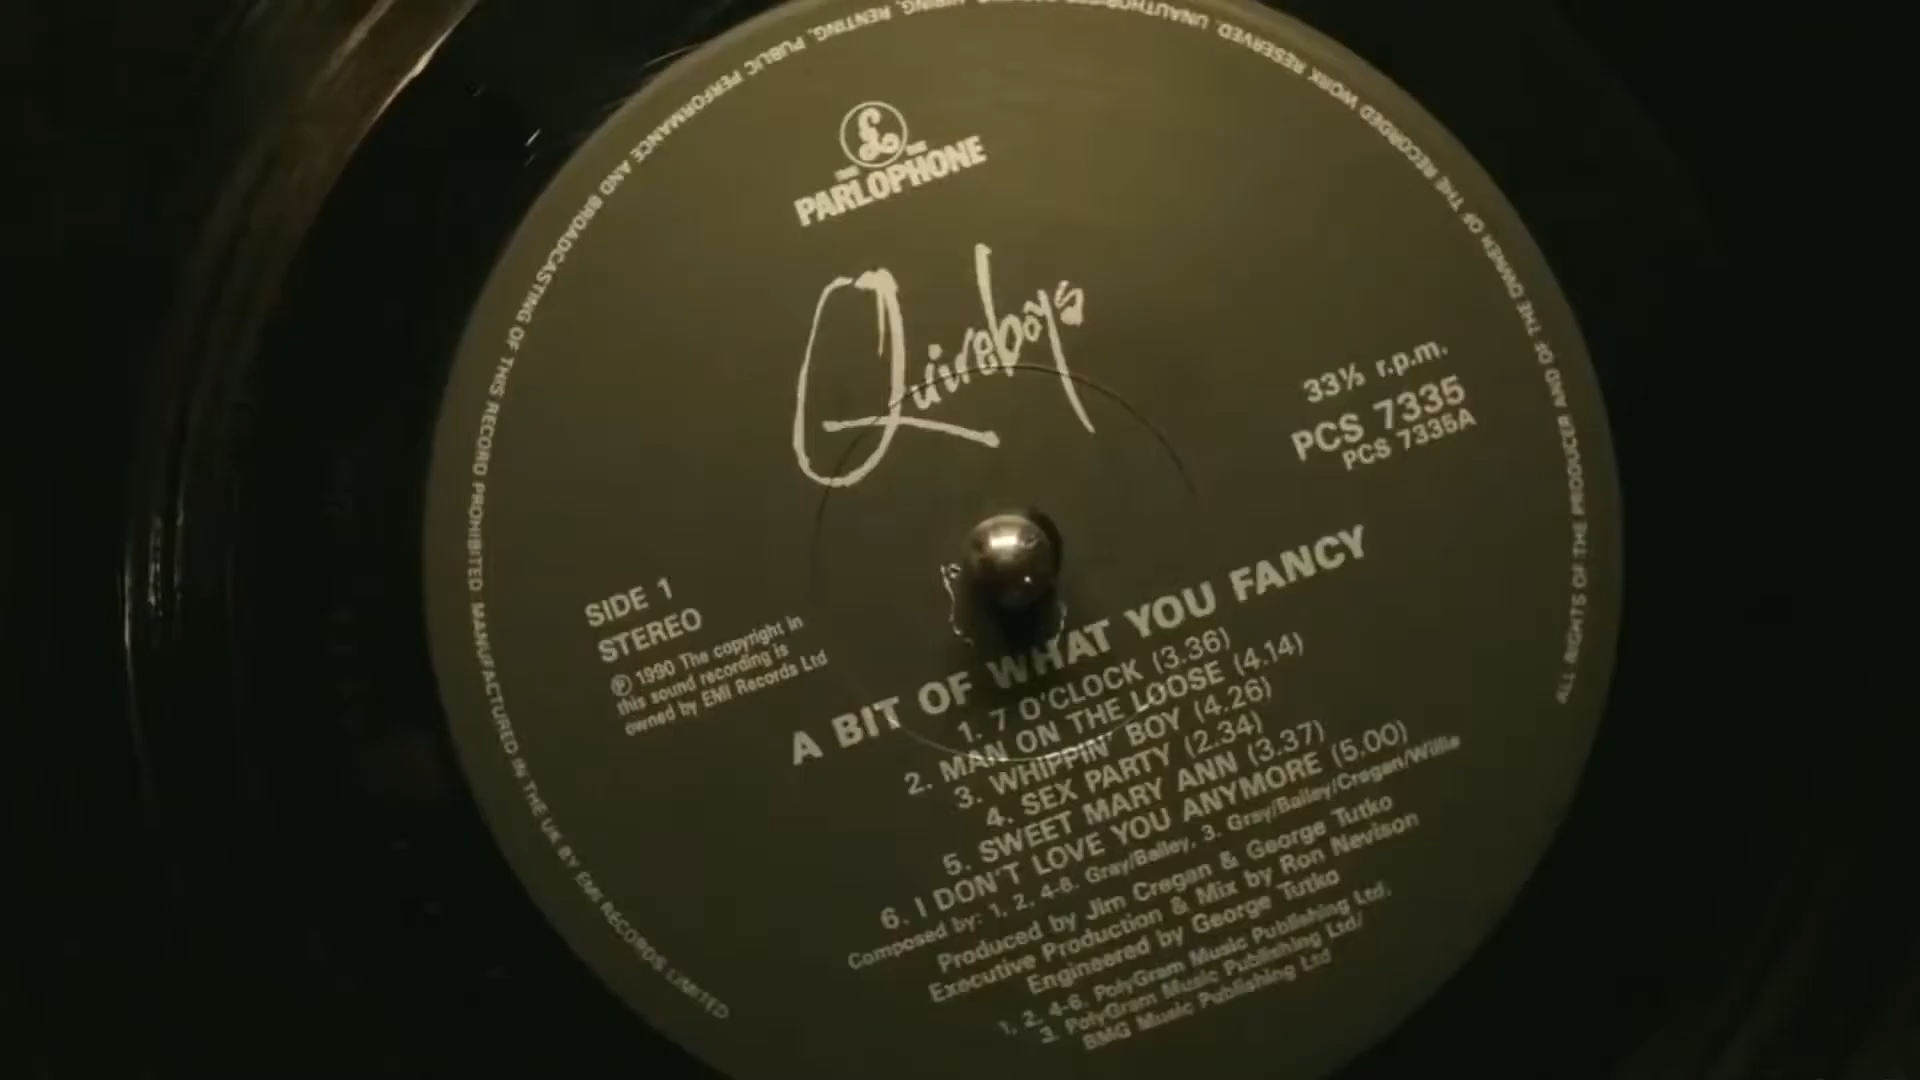 THE THE
PARLOPHONE
Quireboys
33⅓ r.p.m.
PCS 7335
PCS 7335A
SIDE 1
STEREO
℗ 1990 The copyright in
this sound recording is
owned by EMI Records Ltd
A BIT OF WHAT YOU FANCY
1. 7 O'CLOCK (3.36)
2. MAN ON THE LOOSE (4.14)
3. WHIPPIN' BOY (4.26)
4. SEX PARTY (2.34)
5. SWEET MARY ANN (3.37)
6. I DON'T LOVE YOU ANYMORE (5.00)
Composed by: 1, 2, 4-6. Gray/Bailey, 3. Gray/Bailey/Cregan/Willie
Produced by Jim Cregan & George Tutko
Executive Production & Mix by Ron Nevison
Engineered by George Tutko
1, 2, 4-6. PolyGram Music Publishing Ltd.
3. PolyGram Music Publishing Ltd/
BMG Music Publishing Ltd
ALL RIGHTS OF THE PRODUCER AND OF THE OWNER OF THE RECORDED WORK RESERVED. UNAUTHORISED HIRING, RENTING, PUBLIC PERFORMANCE AND BROADCASTING OF THIS RECORD PROHIBITED. MANUFACTURED IN THE UK BY EMI RECORDS LIMITED